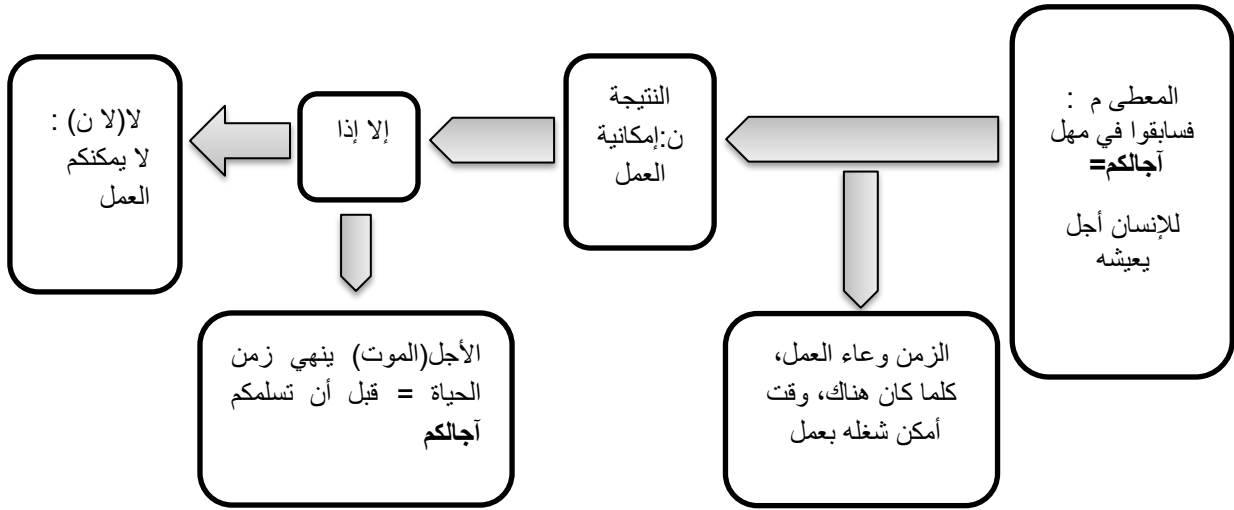 المعطى م :
فسابقوا في مهل
آجالكم=
للإنسان أجل
يعيشه
النتيجة
ن:إمكانية
العمل
إلا إذا
لا(لا ن) :
لا يمكنكم
العمل
الزمن وعاء العمل،
كلما كان هناك، وقت
أمكن شغله بعمل
الأجل(الموت) ينهي زمن
الحياة = قبل أن تسلمكم
آجالكم